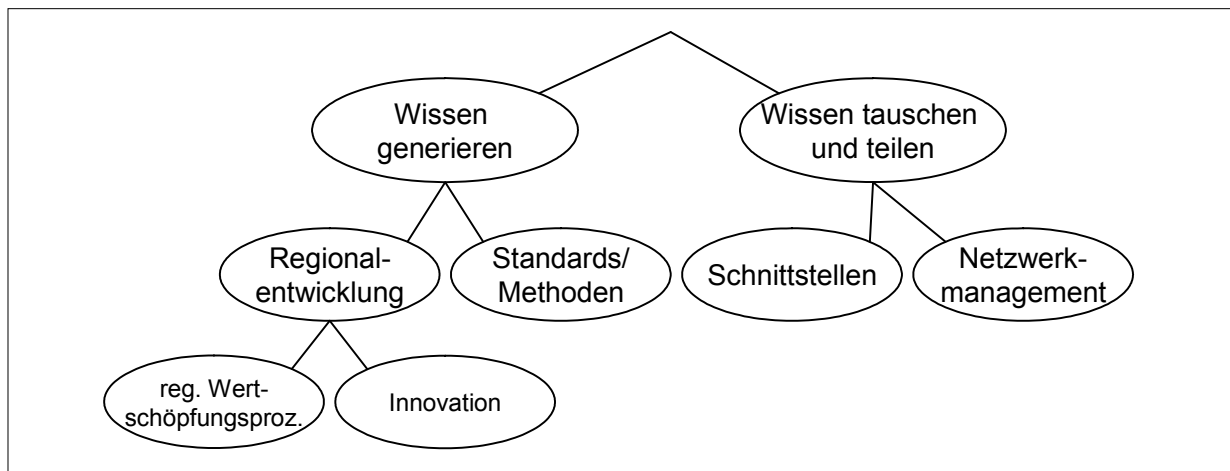 Wissen
generieren
Wissen tauschen
und teilen
Regional-
entwicklung
Standards/
Methoden
Schnittstellen
Netzwerk-
management
reg. Wert-
schöpfungsproz.
Innovation